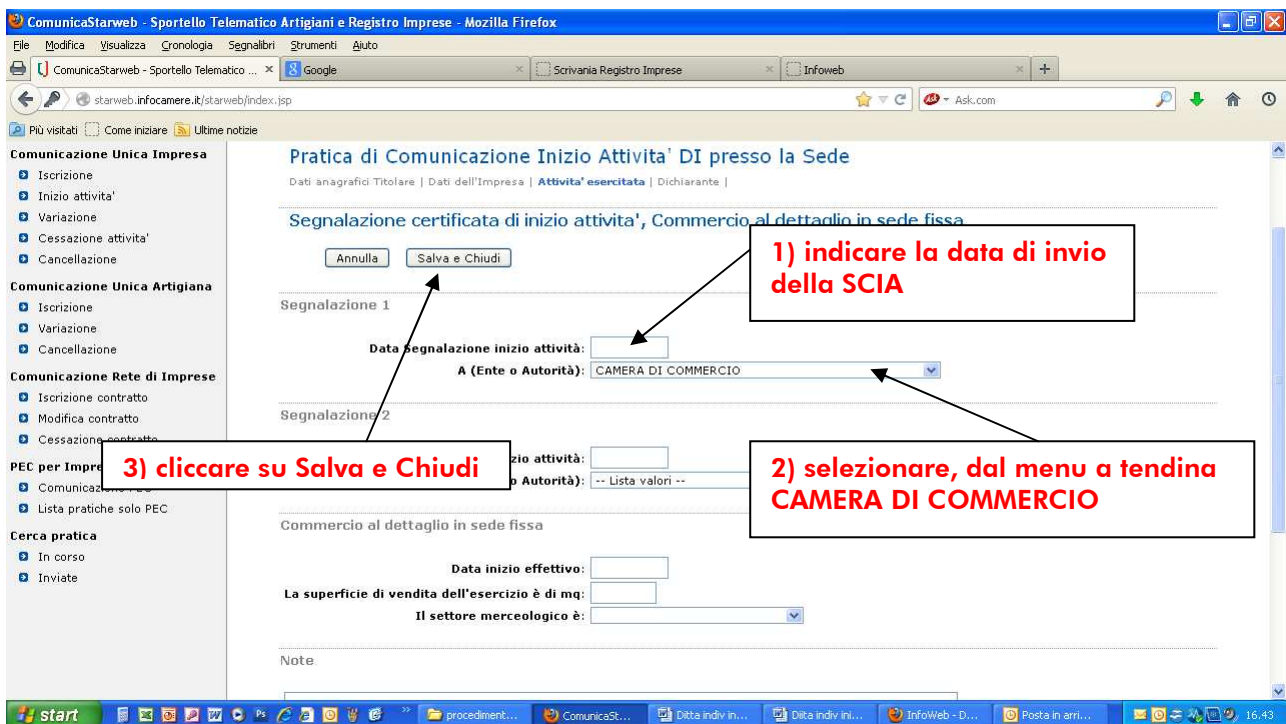 ComunicaStarweb - Sportello Telematico Artigiani e Registro Imprese - Mozilla Firefox
File Modifica Visualizza Cronologia Segnalibri Strumenti Aiuto
ComunicaStarweb - Sportello Telematico ... × Google × Scrivania Registro Imprese × Infoweb × +
starweb.infocamere.it/starweb/index.jsp
Ask.com
Più visitati Come iniziare Ultime notizie
Comunicazione Unica Impresa
Iscrizione
Inizio attivita'
Variazione
Cessazione attivita'
Cancellazione
Comunicazione Unica Artigiana
Iscrizione
Variazione
Cancellazione
Comunicazione Rete di Imprese
Iscrizione contratto
Modifica contratto
Cessazione contratto
PEC per Impre
Comunicazione PEC
Lista pratiche solo PEC
Cerca pratica
In corso
Inviate
Pratica di Comunicazione Inizio Attivita' DI presso la Sede
Dati anagrafici Titolare | Dati dell'Impresa | Attivita' esercitata | Dichiarante |
Segnalazione certificata di inizio attivita', Commercio al dettaglio in sede fissa
Annulla Salva e Chiudi
1) indicare la data di invio
della SCIA
Segnalazione 1
Data Segnalazione inizio attività:
A (Ente o Autorità): CAMERA DI COMMERCIO
Segnalazione 2
zio attività:
o Autorità): -- Lista valori --
3) cliccare su Salva e Chiudi
2) selezionare, dal menu a tendina
CAMERA DI COMMERCIO
Commercio al dettaglio in sede fissa
Data inizio effettivo:
La superficie di vendita dell'esercizio è di mq:
Il settore merceologico è:
Note
start procediment... ComunicaSt... Ditta indiv in... Diita indiv ini... InfoWeb - D... Posta in arri... 16.43